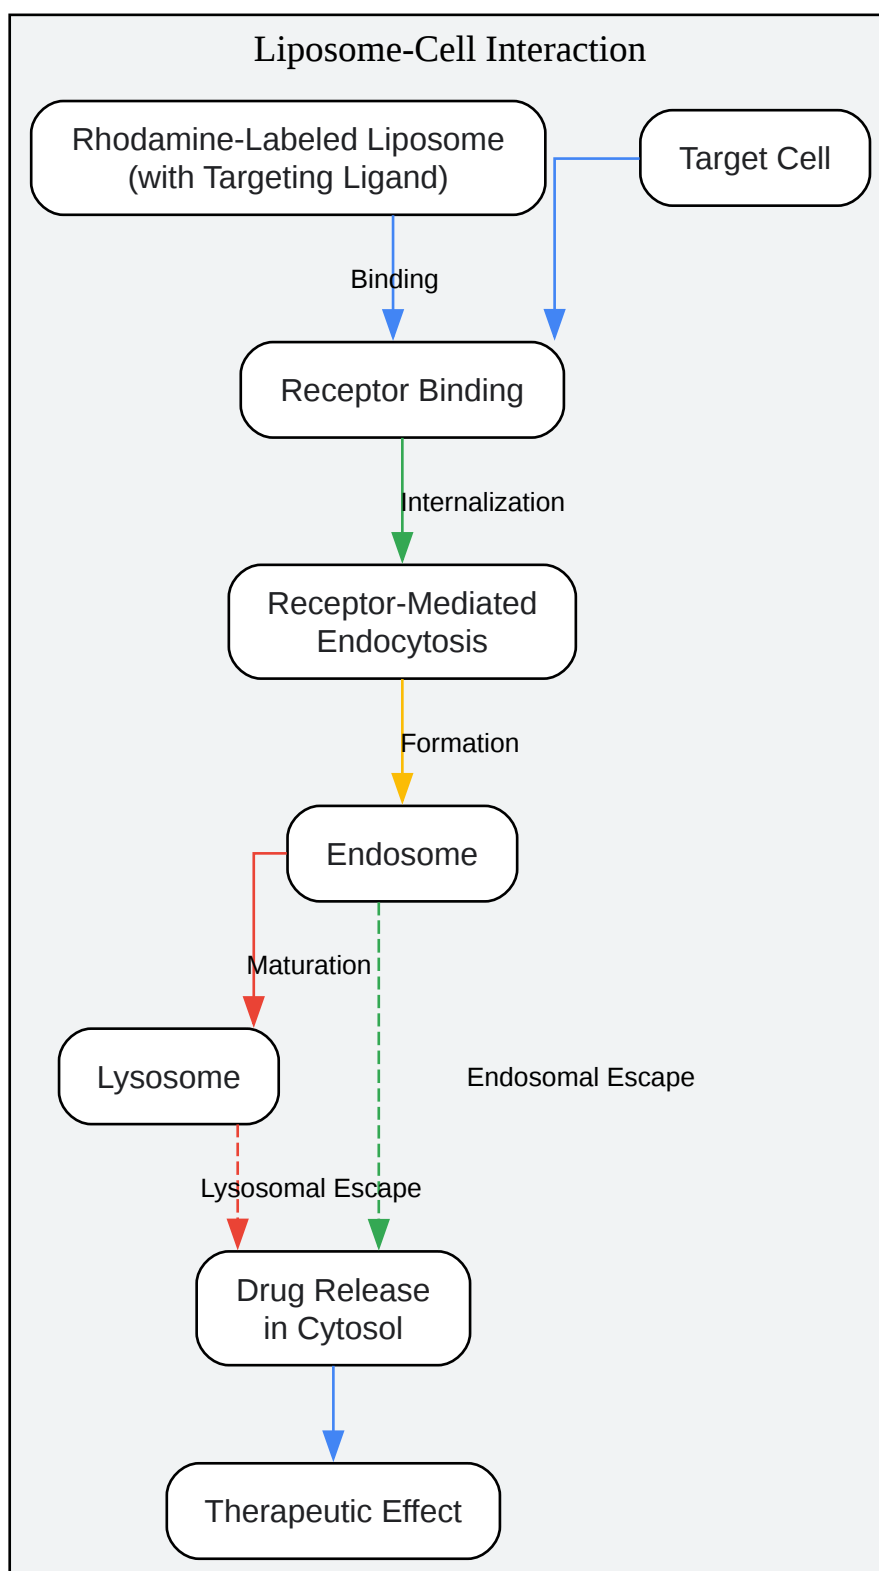 Liposome-Cell Interaction
Rhodamine-Labeled Liposome
(with Targeting Ligand)
Target Cell
Binding
Receptor Binding
Internalization
Receptor-Mediated
Endocytosis
Formation
Endosome
Maturation
Lysosome
Endosomal Escape
Lysosomal Escape
Drug Release
in Cytosol
Therapeutic Effect